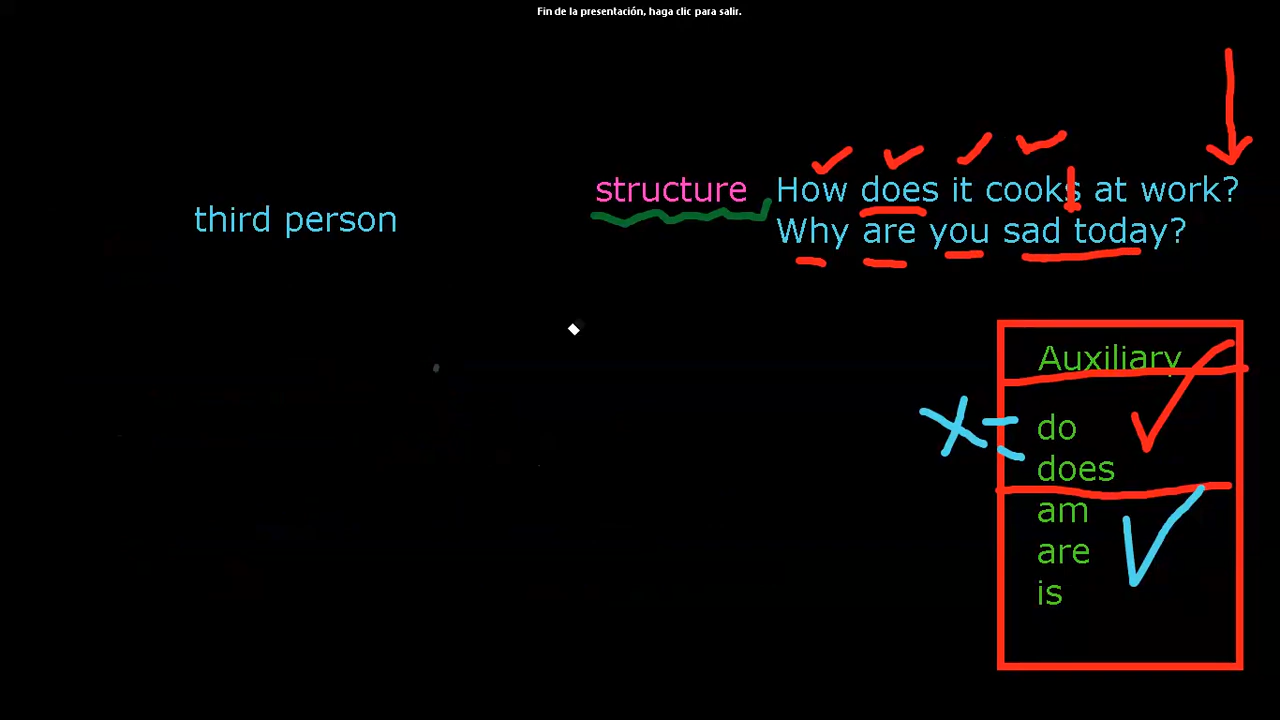 Fin de la presentación, haga clic para salir.
third person
structure How does it cooks at work?
Why are you sad today?
Auxiliary
do
does
am
are
is